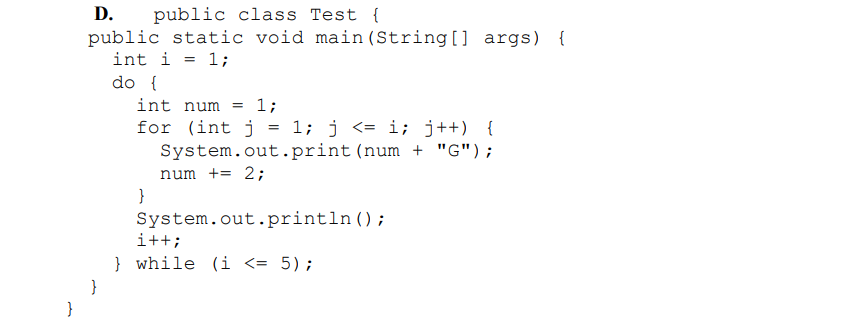 D. public class Test {
public static void main(String[] args) {
int i = 1;
do {
int num = 1;
for (int j = 1; j <= i; j++) {
System.out.print(num + "G");
num += 2;
}
System.out.println();
i++;
} while (i <= 5);
}
}